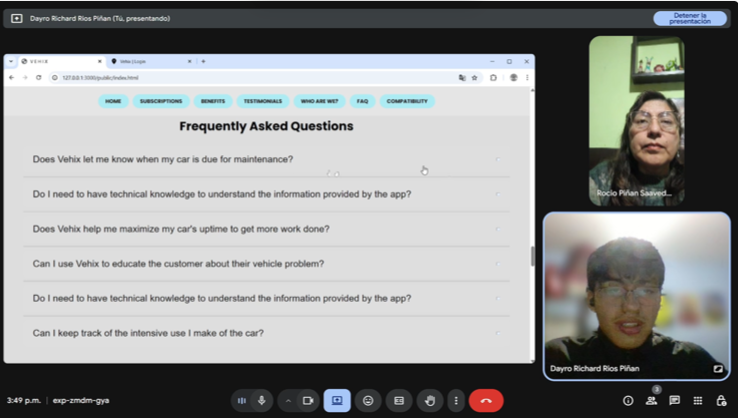 Dayro Richard Rios Piñan (Tú, presentando)
Detener la
presentación
VEHIX
Vehix | Login
127.0.0.1:3000/public/index.html
HOME
SUBSCRIPTIONS
BENEFITS
TESTIMONIALS
WHO ARE WE?
FAQ
COMPATIBILITY
Frequently Asked Questions
Does Vehix let me know when my car is due for maintenance?
Do I need to have technical knowledge to understand the information provided by the app?
Does Vehix help me maximize my car's uptime to get more work done?
Can I use Vehix to educate the customer about their vehicle problem?
Do I need to have technical knowledge to understand the information provided by the app?
Can I keep track of the intensive use I make of the car?
Rocio Piñan Saaved...
Dayro Richard Rios Piñan
3:49 p.m. | exp-zmdm-gya
3